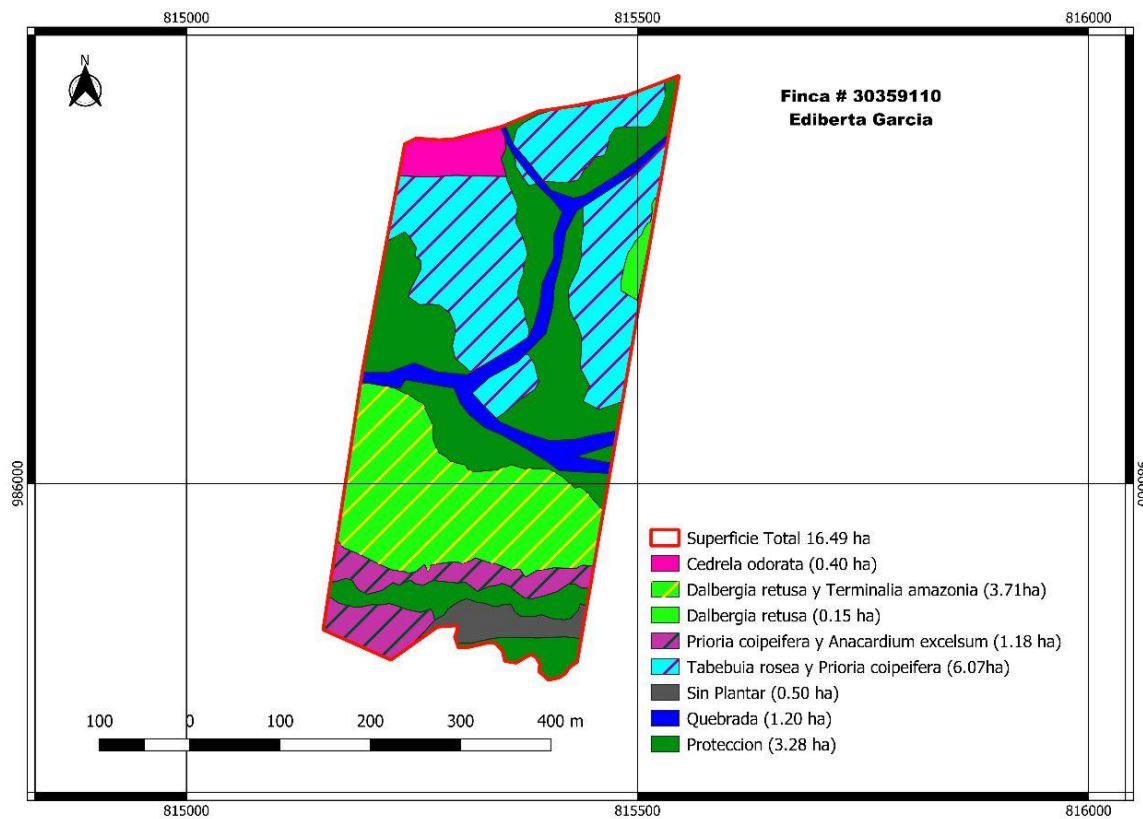 815000 815500 816000
N
Finca # 30359110
Ediberta Garcia
986000 986000
Superficie Total 16.49 ha
Cedrela odorata (0.40 ha)
Dalbergia retusa y Terminalia amazonia (3.71ha)
Dalbergia retusa (0.15 ha)
Prioria coipeifera y Anacardium excelsum (1.18 ha)
Tabebuia rosea y Prioria coipeifera (6.07ha)
Sin Plantar (0.50 ha)
Quebrada (1.20 ha)
Proteccion (3.28 ha)
100 0 100 200 300 400 m
815000 815500 816000